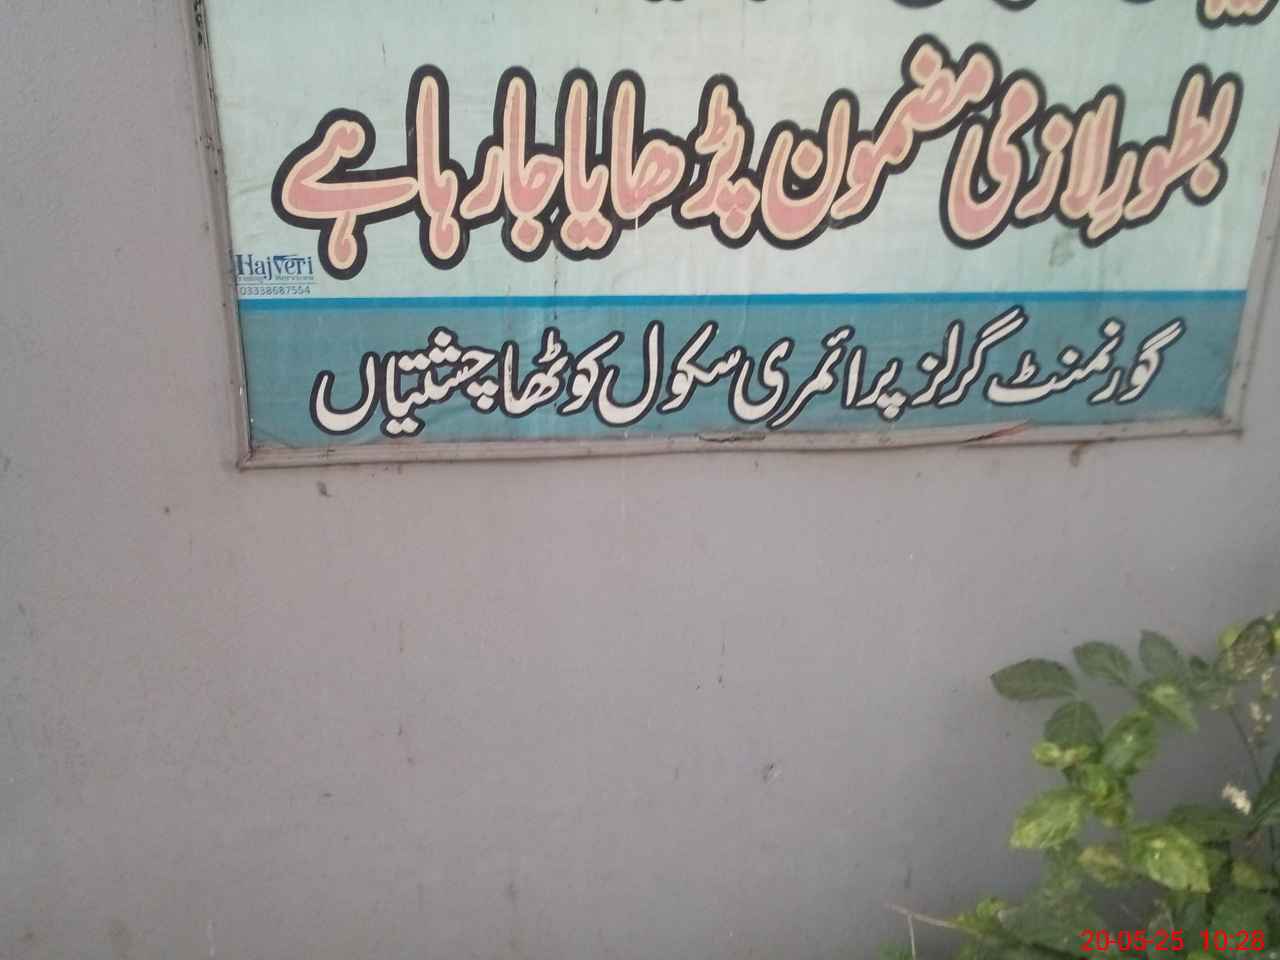 بطورِ لازمی مضمون پڑھایا جا رہا ہے
Hajveri
03338687554
گورنمنٹ گرلز پرائمری سکول کوٹھا چشتیاں
20-05-25 10:28